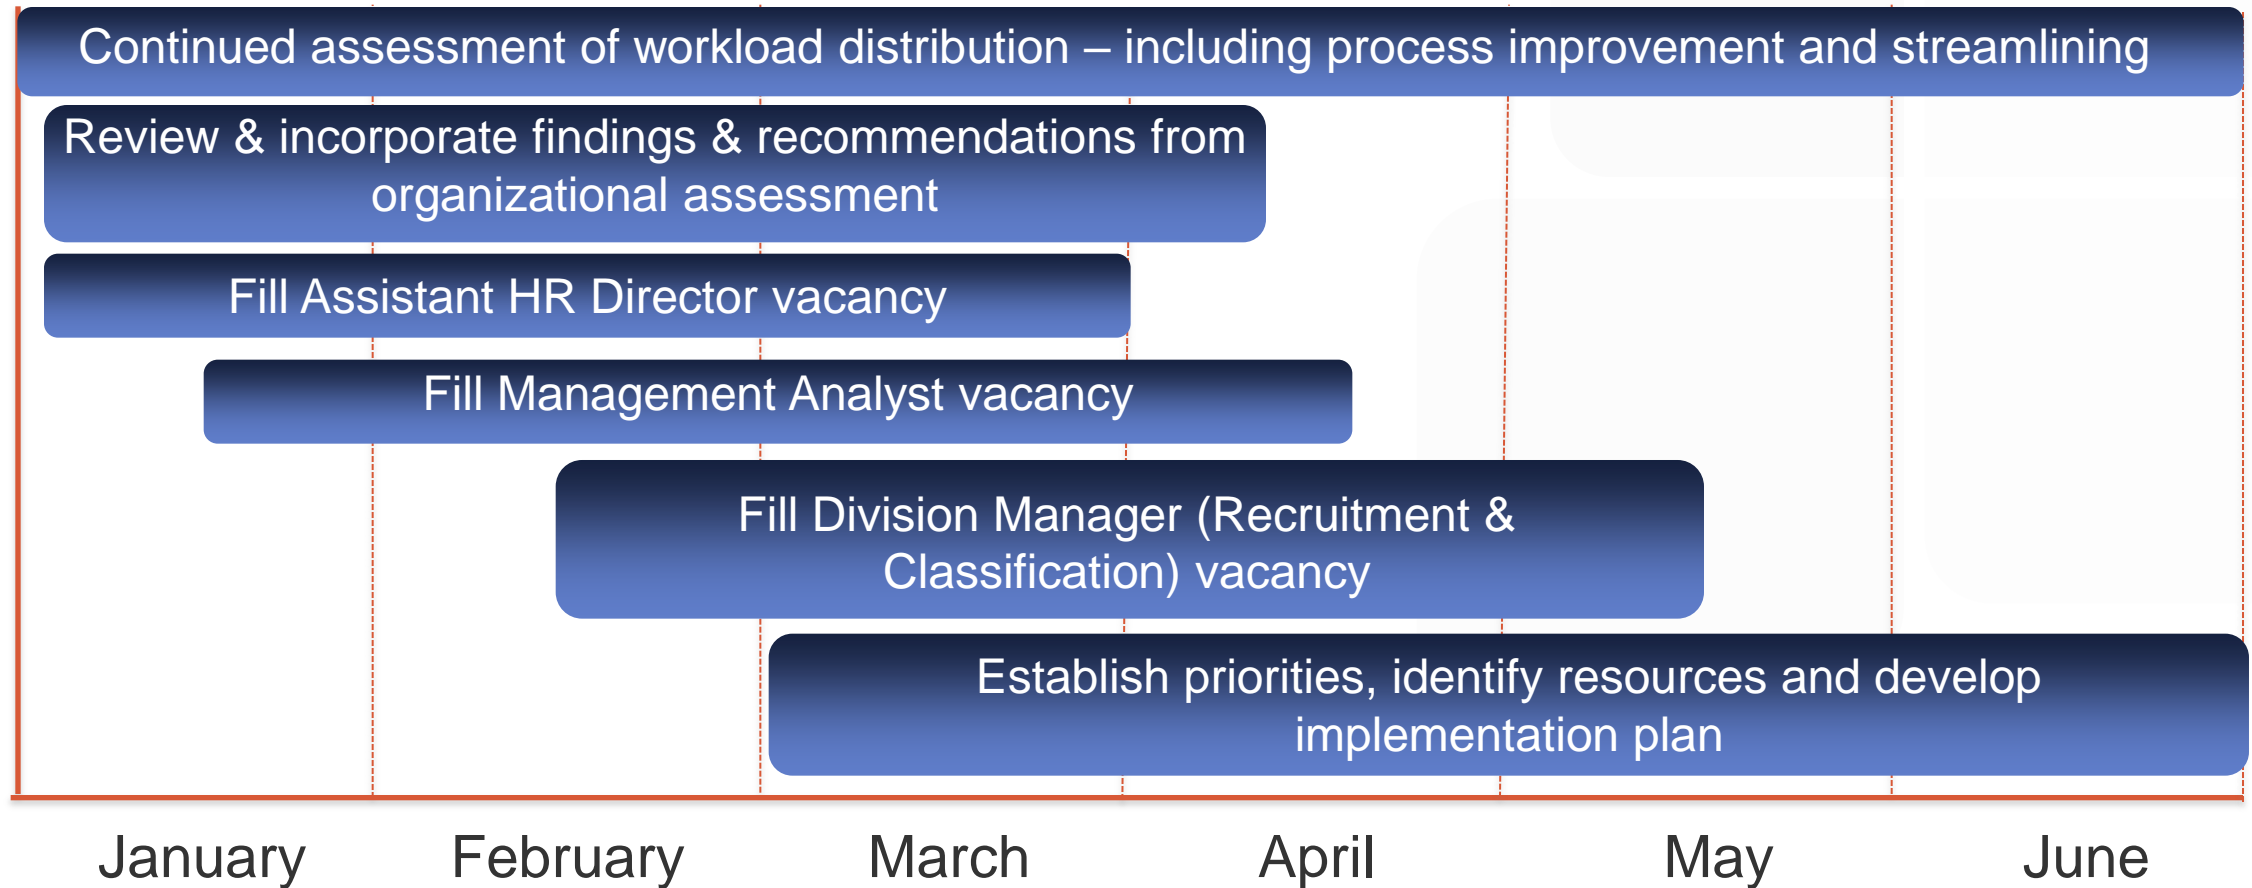 Continued assessment of workload distribution – including process improvement and streamlining
Review & incorporate findings & recommendations from
organizational assessment
Fill Assistant HR Director vacancy
Fill Management Analyst vacancy
Fill Division Manager (Recruitment &
Classification) vacancy
Establish priorities, identify resources and develop
implementation plan
January February March April May June